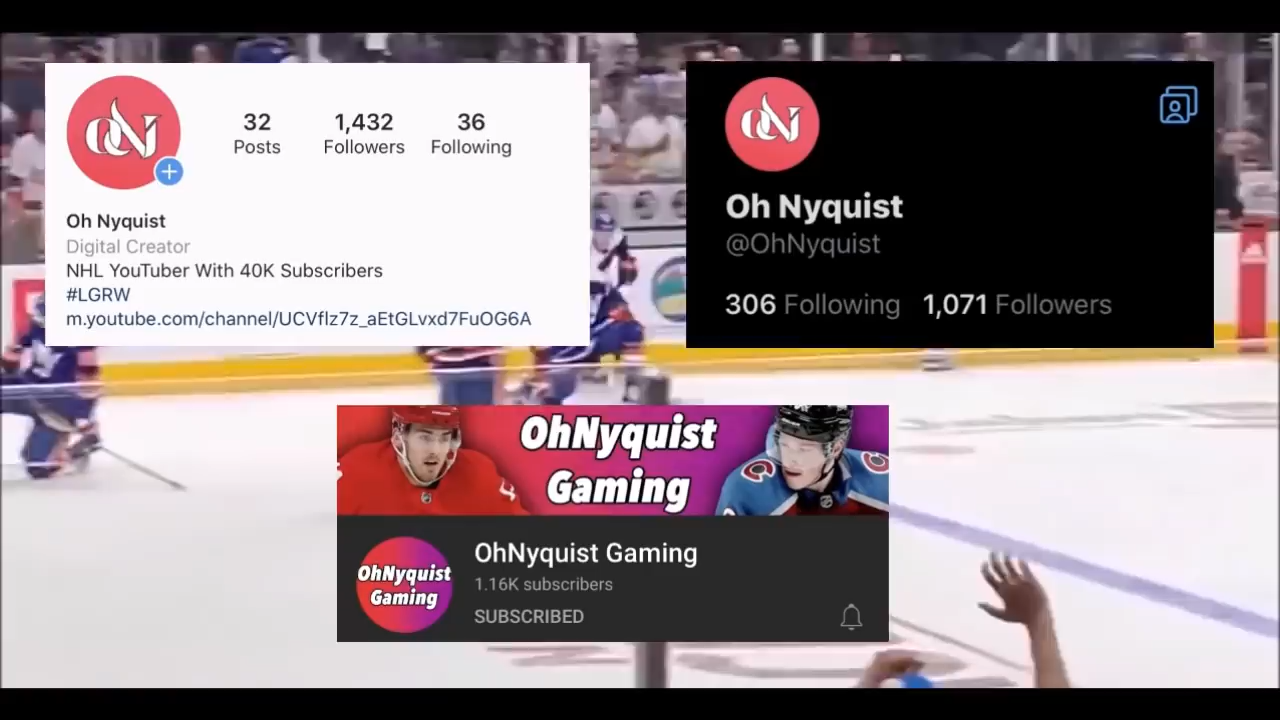 ON
32
1,432
36
Posts
Followers
Following
Oh Nyquist
Digital Creator
NHL YouTuber With 40K Subscribers
#LGRW
m.youtube.com/channel/UCVflz7z_aEtGLvxd7FuOG6A
ON
Oh Nyquist
@OhNyquist
306 Following 1,071 Followers
OhNyquist
Gaming
OhNyquist
Gaming
OhNyquist Gaming
1.16K subscribers
SUBSCRIBED